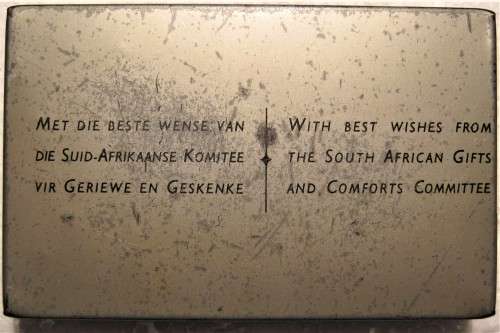 Met die beste wense van
die Suid-Afrikaanse Komitee
vir Geriewe en Geskenke
With best wishes from
the South African Gifts
and Comforts Committee